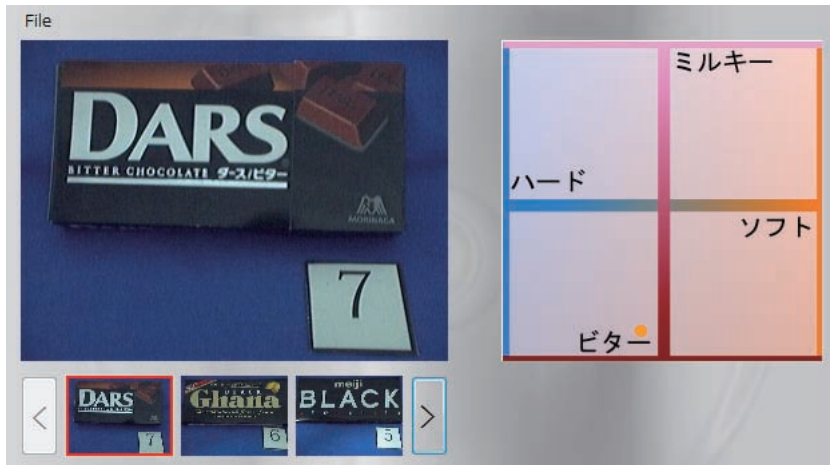 File
DARS
BITTER CHOCOLATE ダース/ビター
MORINAGA
7
ミルキー
ハード
ソフト
ビター
DARS
7
Ghana
6
meiji
BLACK
5